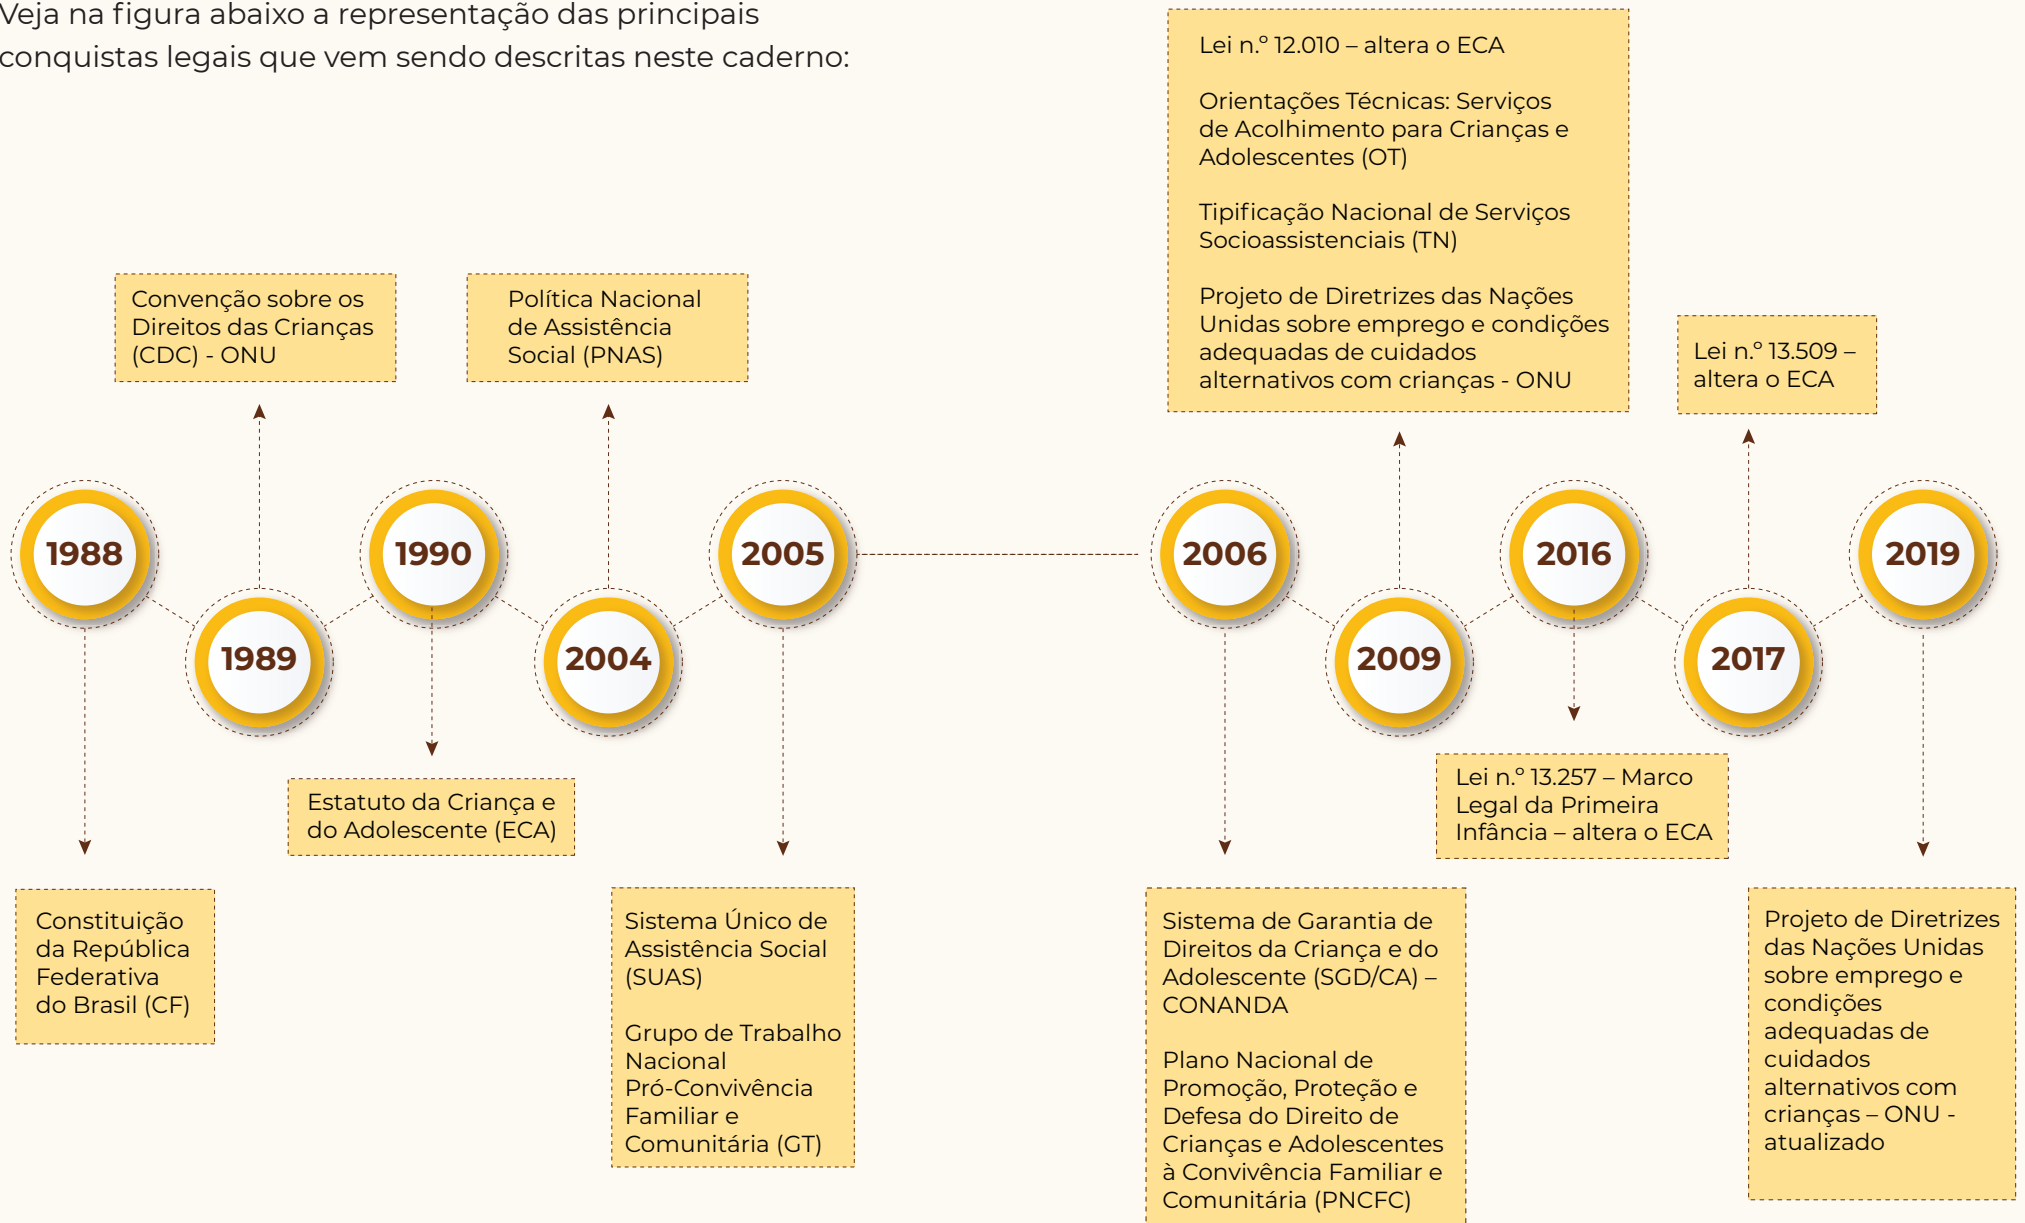 Veja na figura abaixo a representação das principais
conquistas legais que vem sendo descritas neste caderno:
1988
Constituição
da República
Federativa
do Brasil (CF)
1989
Convenção sobre os
Direitos das Crianças
(CDC) - ONU
1990
Estatuto da Criança e
do Adolescente (ECA)
2004
Política Nacional
de Assistência
Social (PNAS)
2005
Sistema Único de
Assistência Social
(SUAS)
Grupo de Trabalho
Nacional
Pró-Convivência
Familiar e
Comunitária (GT)
2006
Sistema de Garantia de
Direitos da Criança e do
Adolescente (SGD/CA) –
CONANDA
Plano Nacional de
Promoção, Proteção e
Defesa do Direito de
Crianças e Adolescentes
à Convivência Familiar e
Comunitária (PNCFC)
2009
Lei n.º 12.010 – altera o ECA
Orientações Técnicas: Serviços
de Acolhimento para Crianças e
Adolescentes (OT)
Tipificação Nacional de Serviços
Socioassistenciais (TN)
Projeto de Diretrizes das Nações
Unidas sobre emprego e condições
adequadas de cuidados
alternativos com crianças - ONU
2016
Lei n.º 13.257 – Marco
Legal da Primeira
Infância – altera o ECA
2017
Lei n.º 13.509 –
altera o ECA
2019
Projeto de Diretrizes
das Nações Unidas
sobre emprego e
condições
adequadas de
cuidados
alternativos com
crianças – ONU -
atualizado